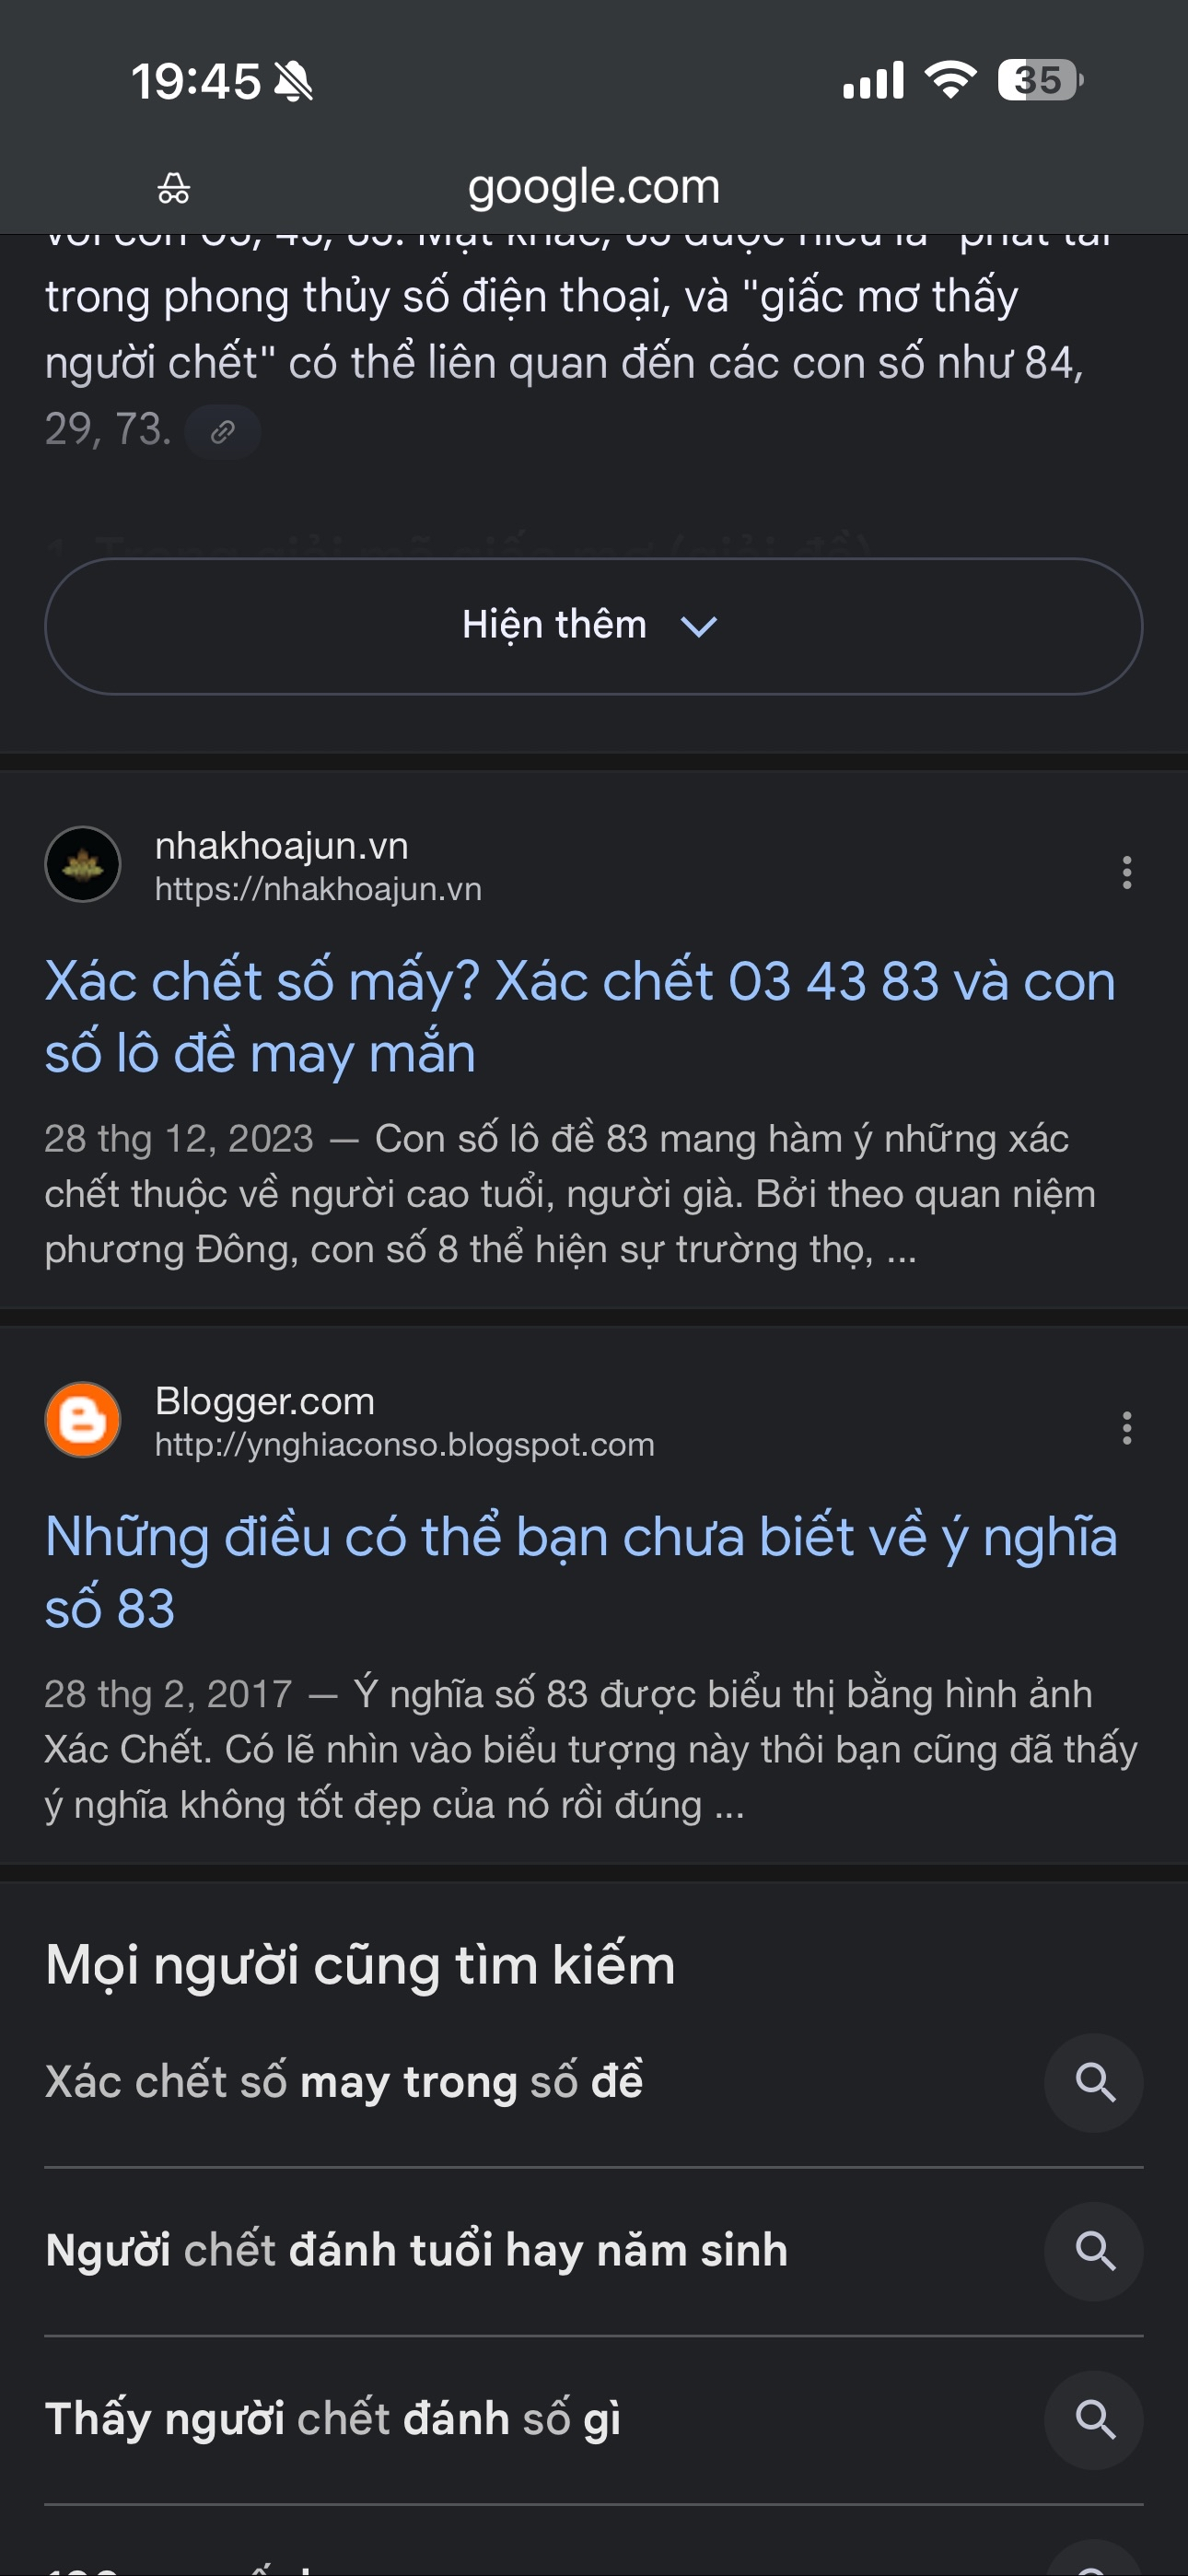 19:45
35
google.com
trong phong thủy số điện thoại, và "giấc mơ thấy
người chết" có thể liên quan đến các con số như 84,
29, 73.
1. Trong giải mã giấc mơ (giải đề)
Hiện thêm
nhakhoajun.vn
https://nhakhoajun.vn
Xác chết số mấy? Xác chết 03 43 83 và con
số lô đề may mắn
28 thg 12, 2023 — Con số lô đề 83 mang hàm ý những xác
chết thuộc về người cao tuổi, người già. Bởi theo quan niệm
phương Đông, con số 8 thể hiện sự trường thọ, ...
Blogger.com
http://ynghiaconso.blogspot.com
Những điều có thể bạn chưa biết về ý nghĩa
số 83
28 thg 2, 2017 — Ý nghĩa số 83 được biểu thị bằng hình ảnh
Xác Chết. Có lẽ nhìn vào biểu tượng này thôi bạn cũng đã thấy
ý nghĩa không tốt đẹp của nó rồi đúng ...
Mọi người cũng tìm kiếm
Xác chết số may trong số đề
Người chết đánh tuổi hay năm sinh
Thấy người chết đánh số gì